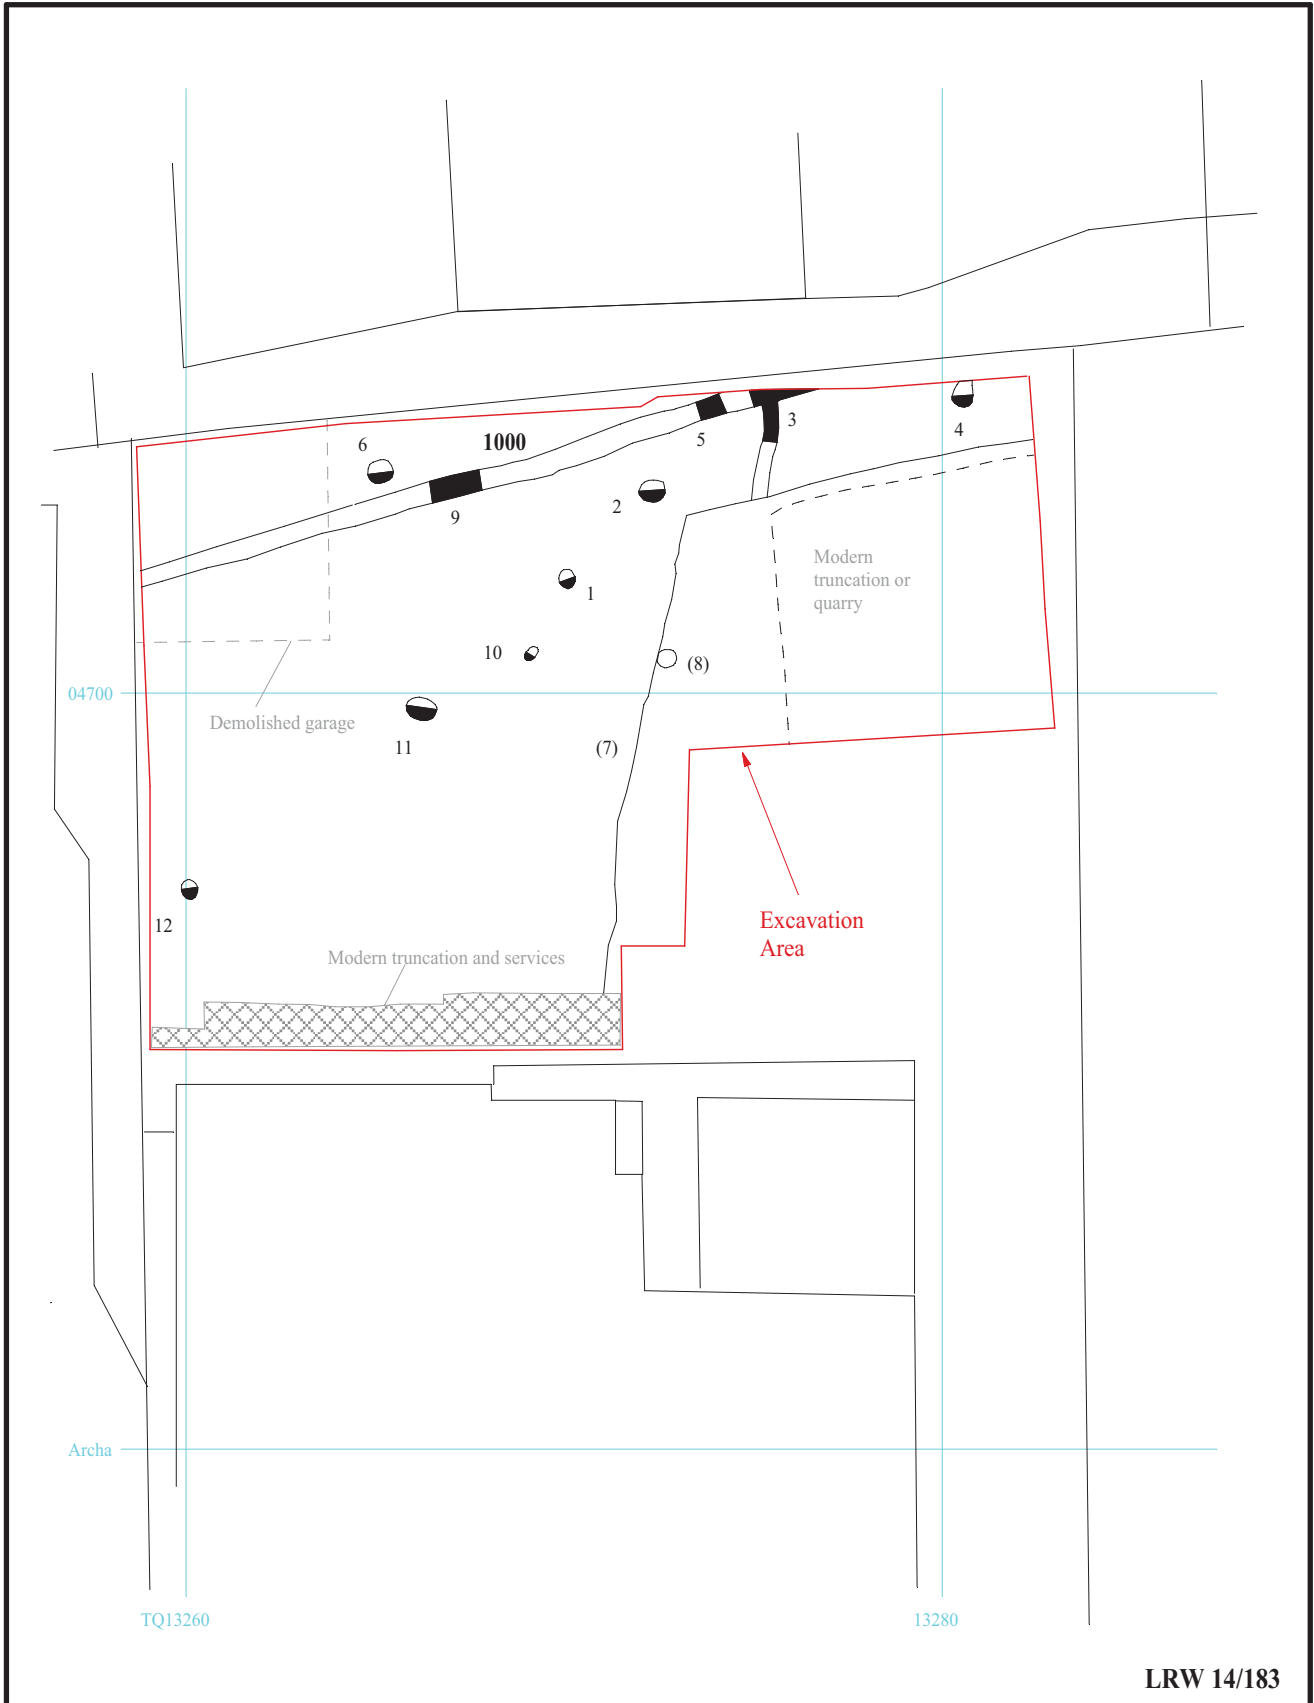 6
1000
5
3
4
9
2
Modern
truncation or
quarry
1
10
(8)
04700
Demolished garage
11
(7)
12
Excavation
Area
Modern truncation and services
Archa
TQ13260
13280
LRW 14/183